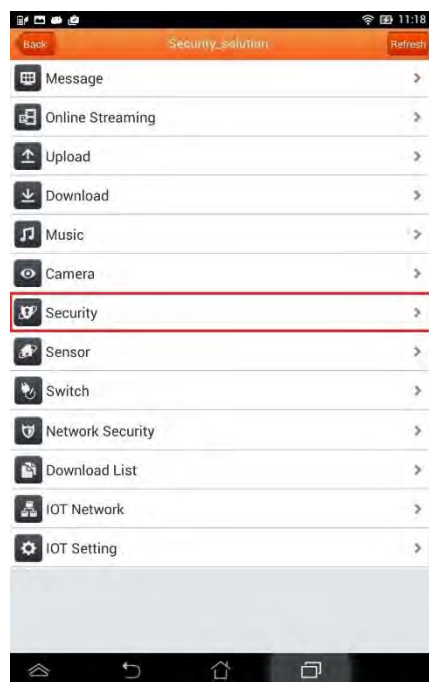 11:18
Back Security_solution Refresh
Message
Online Streaming
Upload
Download
Music
Camera
Security
Sensor
Switch
Network Security
Download List
IOT Network
IOT Setting